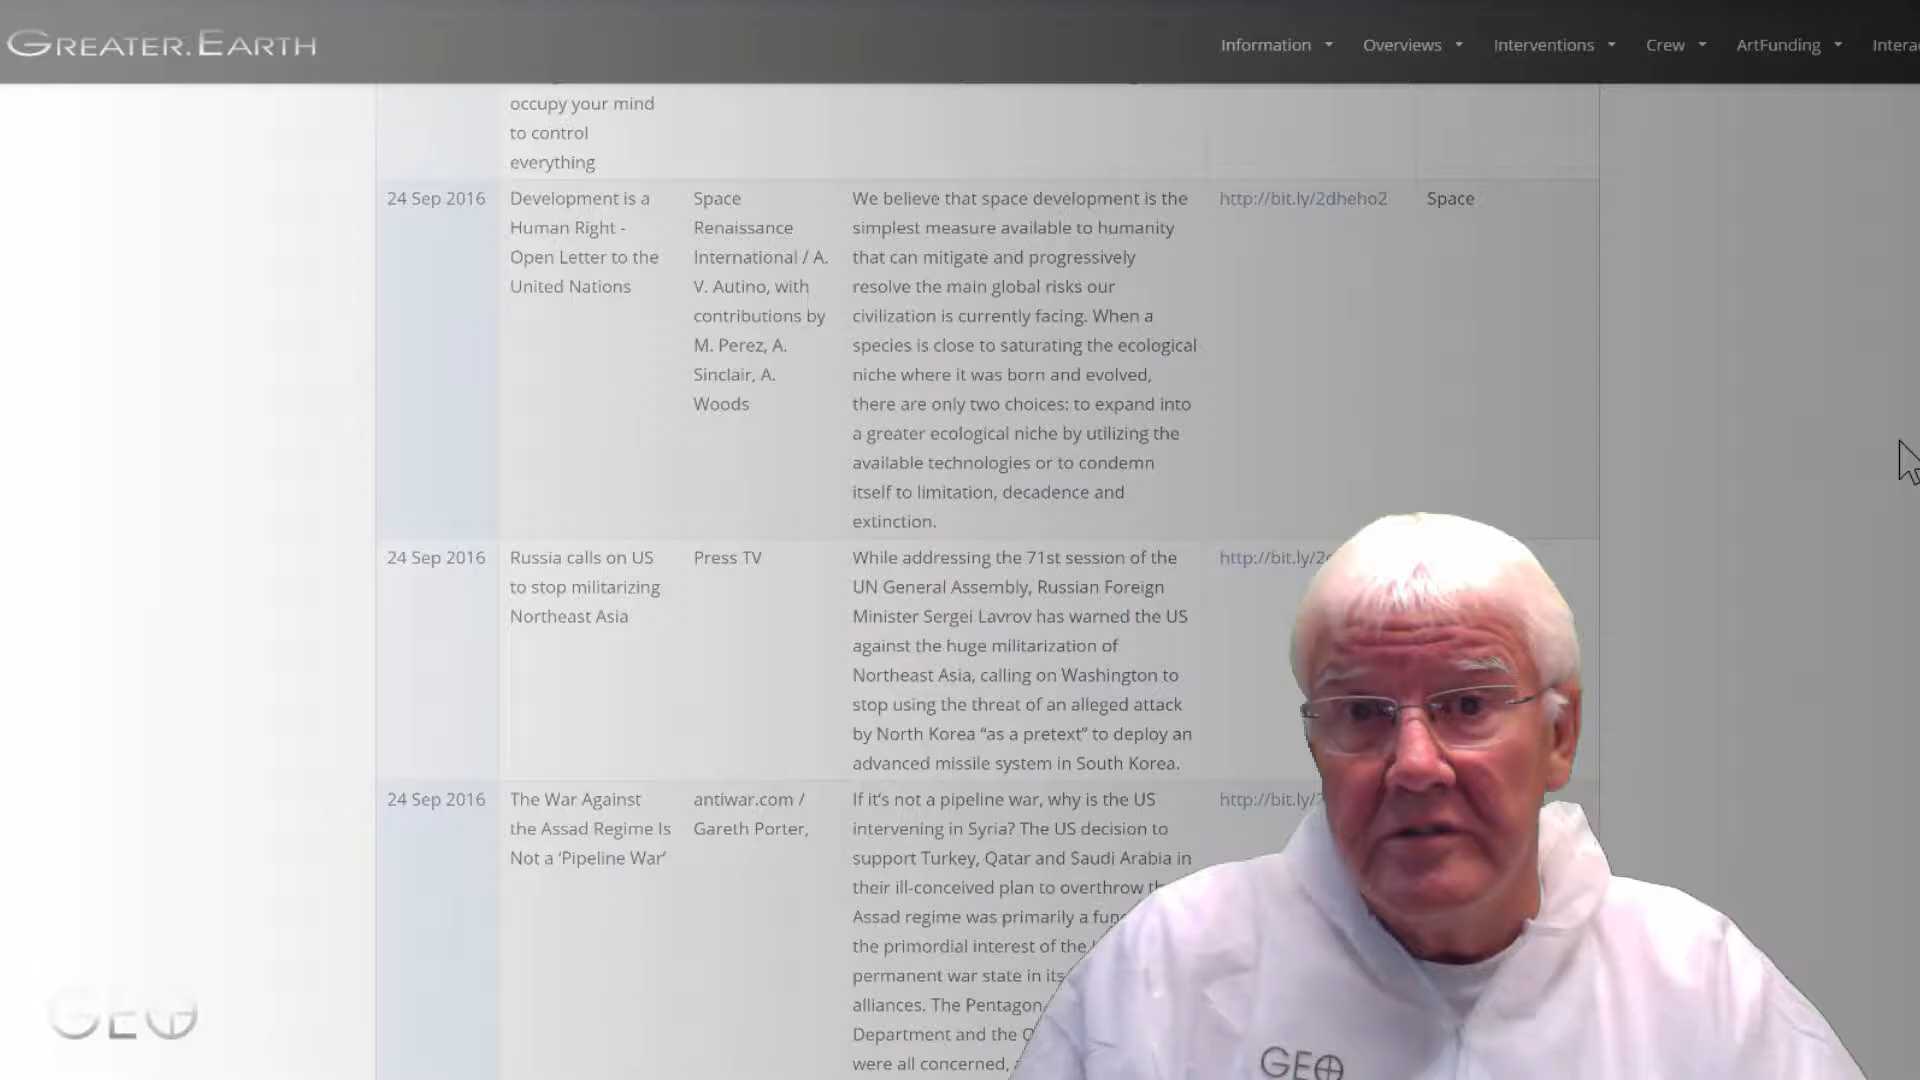 GREATER.EARTH
Information
Overviews
Interventions
Crew
ArtFunding
occupy your mind
to control
everything
24 Sep 2016
Development is a
Human Right -
Open Letter to the
United Nations
Space
Renaissance
International / A.
V. Autino, with
contributions by
M. Perez, A.
Sinclair, A.
Woods
We believe that space development is the
simplest measure available to humanity
that can mitigate and progressively
resolve the main global risks our
civilization is currently facing. When a
species is close to saturating the ecological
niche where it was born and evolved,
there are only two choices: to expand into
a greater ecological niche by utilizing the
available technologies or to condemn
itself to limitation, decadence and
extinction.
http://bit.ly/2dheho2
Space
24 Sep 2016
Russia calls on US
to stop militarizing
Northeast Asia
Press TV
While addressing the 71st session of the
UN General Assembly, Russian Foreign
Minister Sergei Lavrov has warned the US
against the huge militarization of
Northeast Asia, calling on Washington to
stop using the threat of an alleged attack
by North Korea “as a pretext” to deploy an
advanced missile system in South Korea.
http://bit.ly/2
24 Sep 2016
The War Against
the Assad Regime Is
Not a ‘Pipeline War’
antiwar.com /
Gareth Porter,
If it’s not a pipeline war, why is the US
intervening in Syria? The US decision to
support Turkey, Qatar and Saudi Arabia in
their ill-conceived plan to overthrow
Assad regime was primarily a
the primordial interest of the
permanent war state in its
alliances. The Pentagon,
Department and the
were all concerned,
http://bit.ly/
GEO
GEO